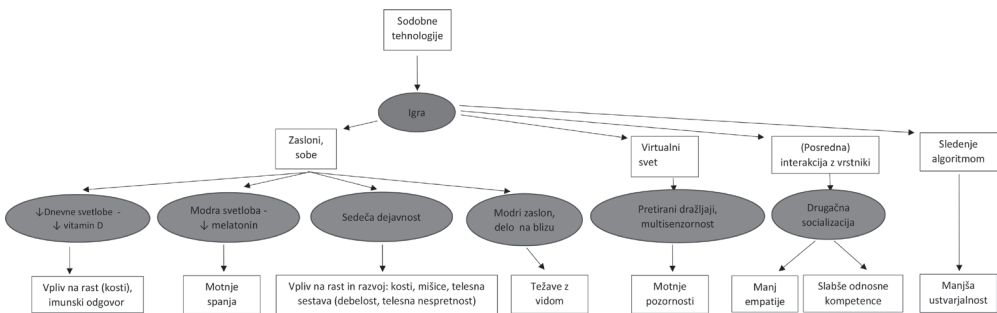 Sodobne
tehnologije
Igra
Zasloni,
sobe
Virtualni
svet
(Posredna)
interakcija z vrstniki
Sledenje
algoritmom
↓Dnevne svetlobe -
↓ vitamin D
Modra svetloba -
↓ melatonin
Sedeča dejavnost
Modri zaslon,
delo na blizu
Pretirani dražljaji,
multisenzornost
Drugačna
socializacija
Vpliv na rast (kosti),
imunski odgovor
Motnje
spanja
Vpliv na rast in razvoj: kosti, mišice, telesna
sestava (debelost, telesna nespretnost)
Težave z
vidom
Motnje
pozornosti
Manj
empatije
Slabše odnosne
kompetence
Manjša
ustvarjalnost